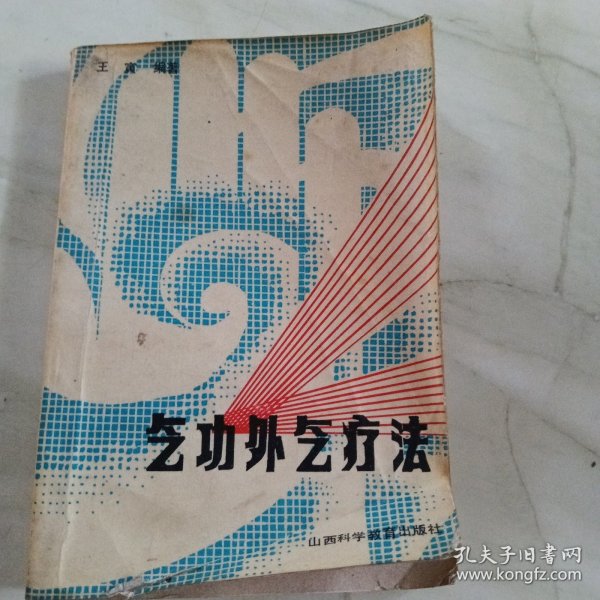 王寅 编著
气功外气疗法
山西科学教育出版社
孔夫子旧书网
www.kongfz.com